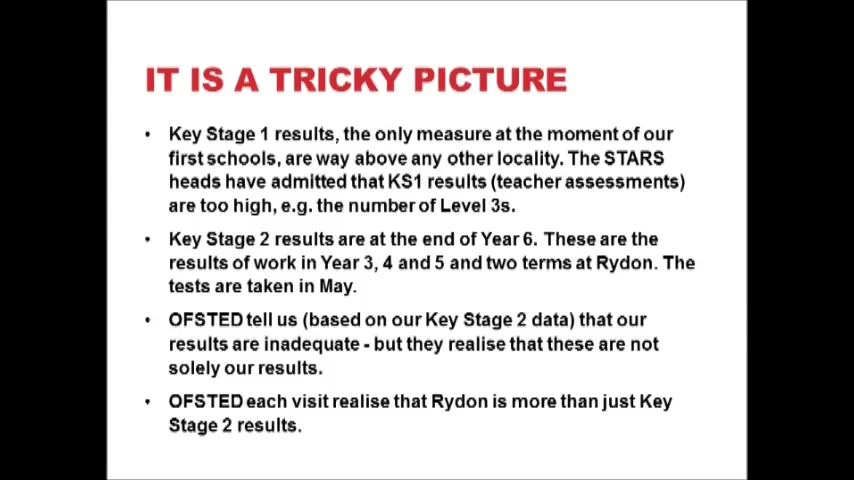 IT IS A TRICKY PICTURE
• Key Stage 1 results, the only measure at the moment of our
first schools, are way above any other locality. The STARS
heads have admitted that KS1 results (teacher assessments)
are too high, e.g. the number of Level 3s.
• Key Stage 2 results are at the end of Year 6. These are the
results of work in Year 3, 4 and 5 and two terms at Rydon. The
tests are taken in May.
• OFSTED tell us (based on our Key Stage 2 data) that our
results are inadequate - but they realise that these are not
solely our results.
• OFSTED each visit realise that Rydon is more than just Key
Stage 2 results.